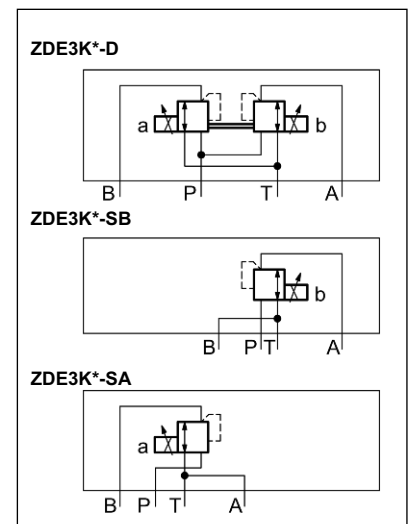 ZDE3K*-D
a b
B P T A
ZDE3K*-SB
b
B P T A
ZDE3K*-SA
a
B P T A